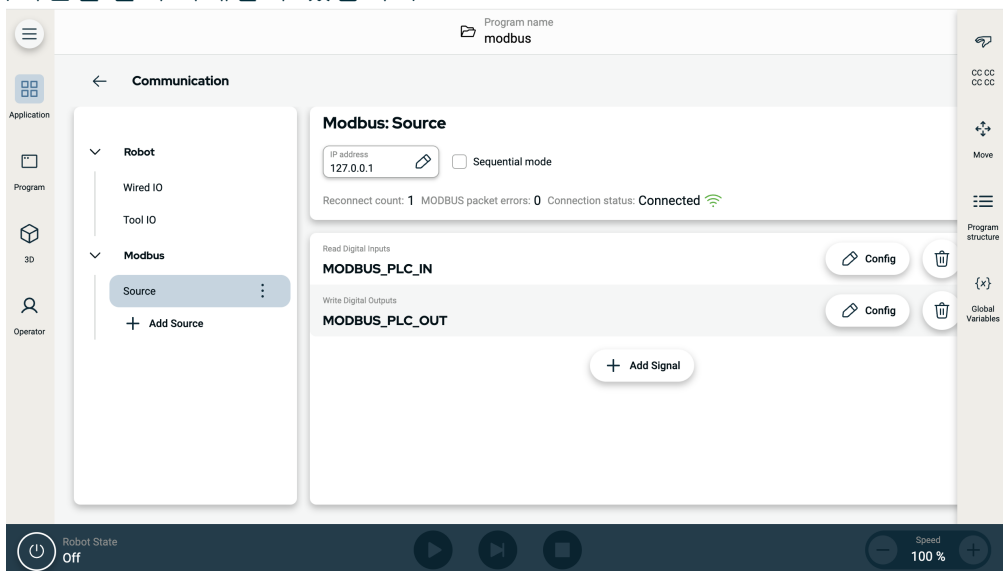 Program name
modbus
Communication
Application
Program
3D
Operator
Robot
Wired IO
Tool IO
Modbus
Source
Add Source
Modbus: Source
IP address
127.0.0.1
Sequential mode
Reconnect count: 1 MODBUS packet errors: 0 Connection status: Connected
Read Digital Inputs
MODBUS_PLC_IN
Config
Write Digital Outputs
MODBUS_PLC_OUT
Config
Add Signal
CC CC
CC CC
Move
Program
structure
{x}
Global
Variables
Robot State
Off
Speed
100 %